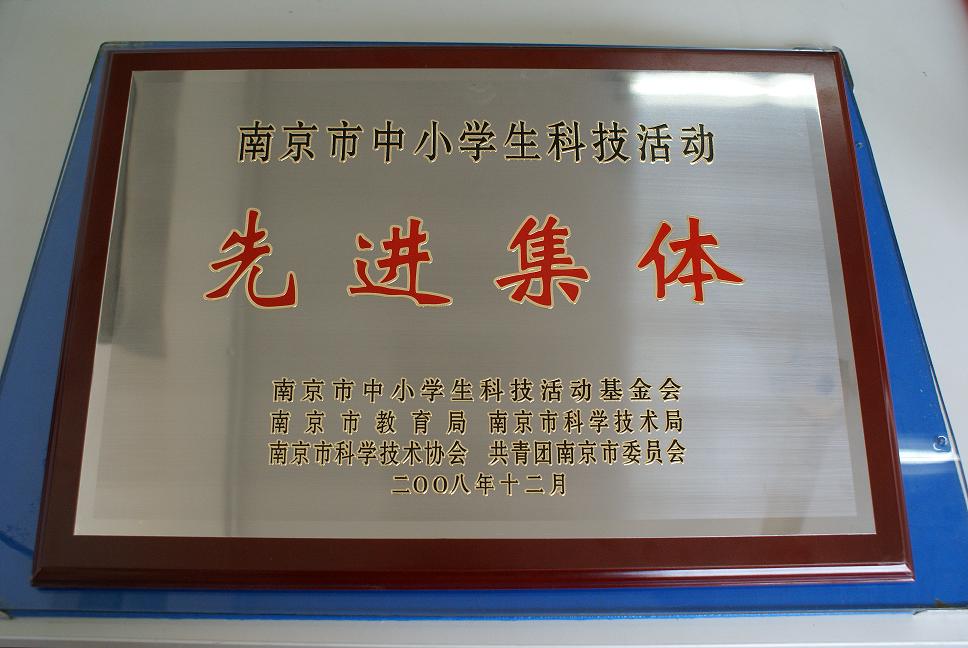 南京市中小学生科技活动
先进集体
南京市中小学生科技活动基金会
南京市教育局 南京市科学技术局
南京市科学技术协会 共青团南京市委员会
二OO八年十二月